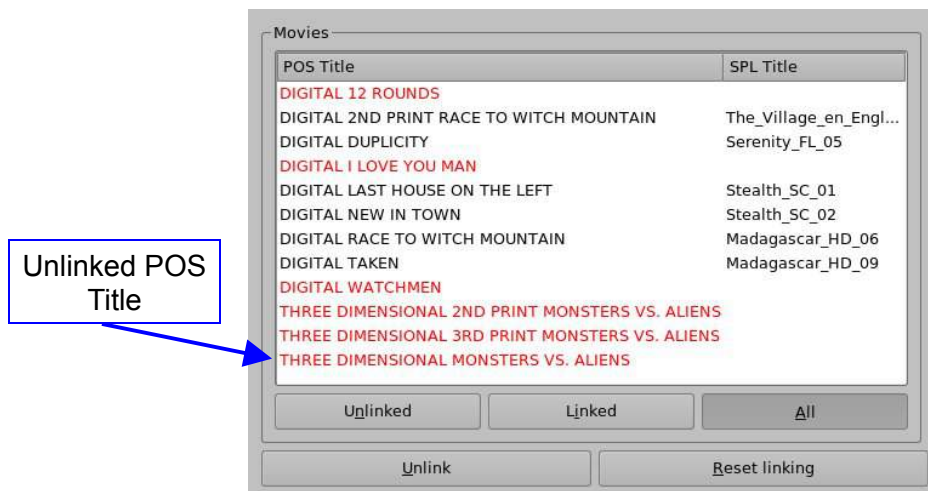 Movies
POS Title SPL Title
DIGITAL 12 ROUNDS
DIGITAL 2ND PRINT RACE TO WITCH MOUNTAIN The_Village_en_Engl...
DIGITAL DUPLICITY Serenity_FL_05
DIGITAL I LOVE YOU MAN
DIGITAL LAST HOUSE ON THE LEFT Stealth_SC_01
DIGITAL NEW IN TOWN Stealth_SC_02
DIGITAL RACE TO WITCH MOUNTAIN Madagascar_HD_06
DIGITAL TAKEN Madagascar_HD_09
DIGITAL WATCHMEN
THREE DIMENSIONAL 2ND PRINT MONSTERS VS. ALIENS
THREE DIMENSIONAL 3RD PRINT MONSTERS VS. ALIENS
THREE DIMENSIONAL MONSTERS VS. ALIENS
Unlinked Linked All
Unlink Reset linking
Unlinked POS
Title